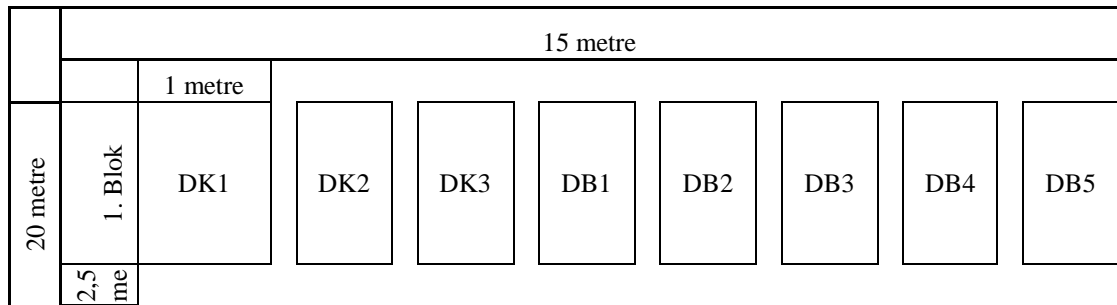 15 metre
1 metre
20 metre
1. Blok
DK1
DK2
DK3
DB1
DB2
DB3
DB4
DB5
2,5
me